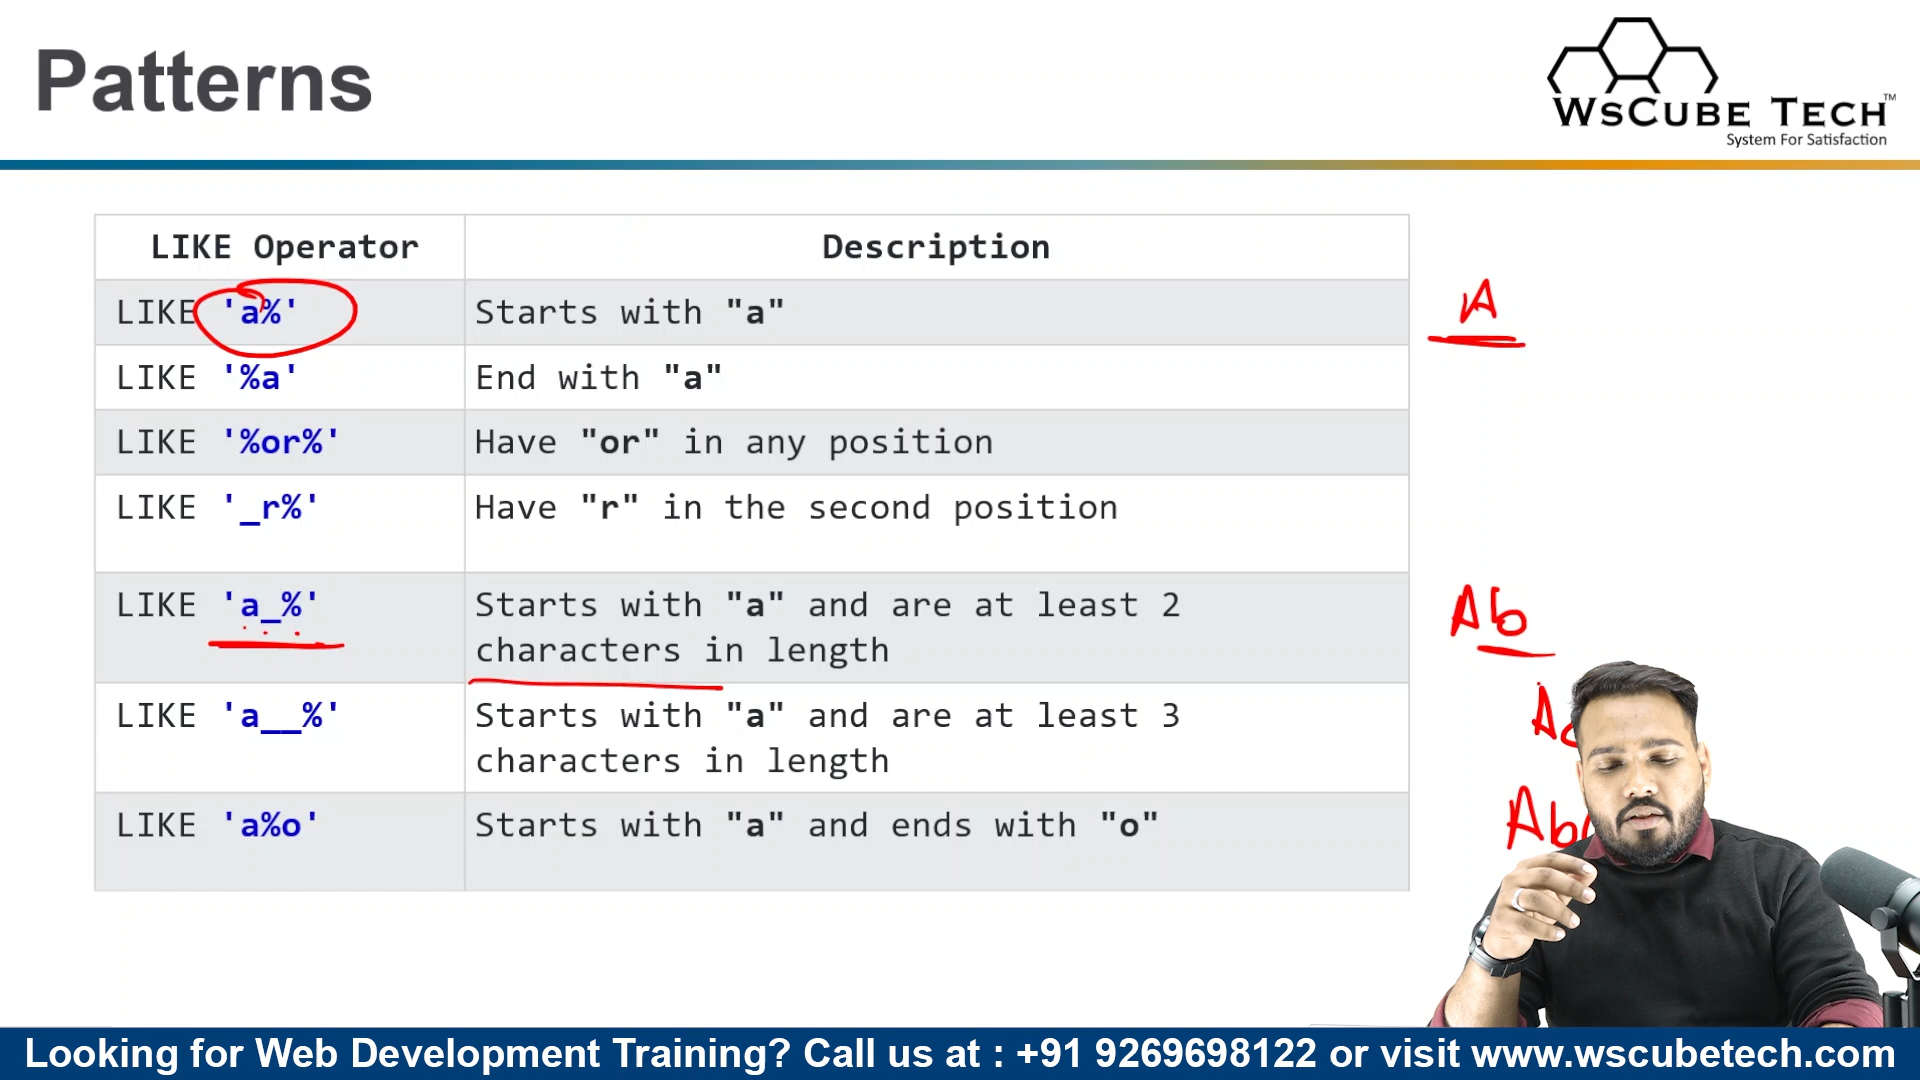 Patterns
WSCUBE TECH™
System For Satisfaction
LIKE Operator Description
LIKE 'a%' Starts with "a"
A
LIKE '%a' End with "a"
LIKE '%or%' Have "or" in any position
LIKE '_r%' Have "r" in the second position
LIKE 'a_%' Starts with "a" and are at least 2
characters in length
Ab
LIKE 'a__%' Starts with "a" and are at least 3
characters in length
LIKE 'a%o' Starts with "a" and ends with "o"
Looking for Web Development Training? Call us at : +91 9269698122 or visit www.wscubetech.com